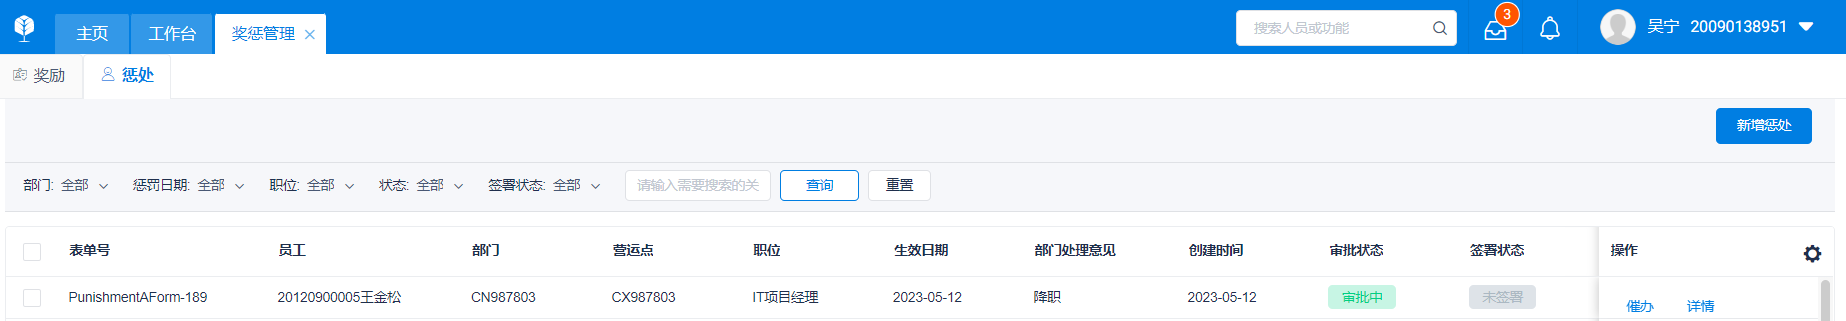 主页 工作台 奖惩管理 搜索人员或功能 3 吴宁 20090138951
奖励 惩处
新增惩处
部门: 全部 惩罚日期: 全部 职位: 全部 状态: 全部 签署状态: 全部 请输入需要搜索的关 查询 重置
表单号 员工 部门 营运点 职位 生效日期 部门处理意见 创建时间 审批状态 签署状态 操作
PunishmentAForm-189 20120900005王金松 CN987803 CX987803 IT项目经理 2023-05-12 降职 2023-05-12 审批中 未签署 催办 详情